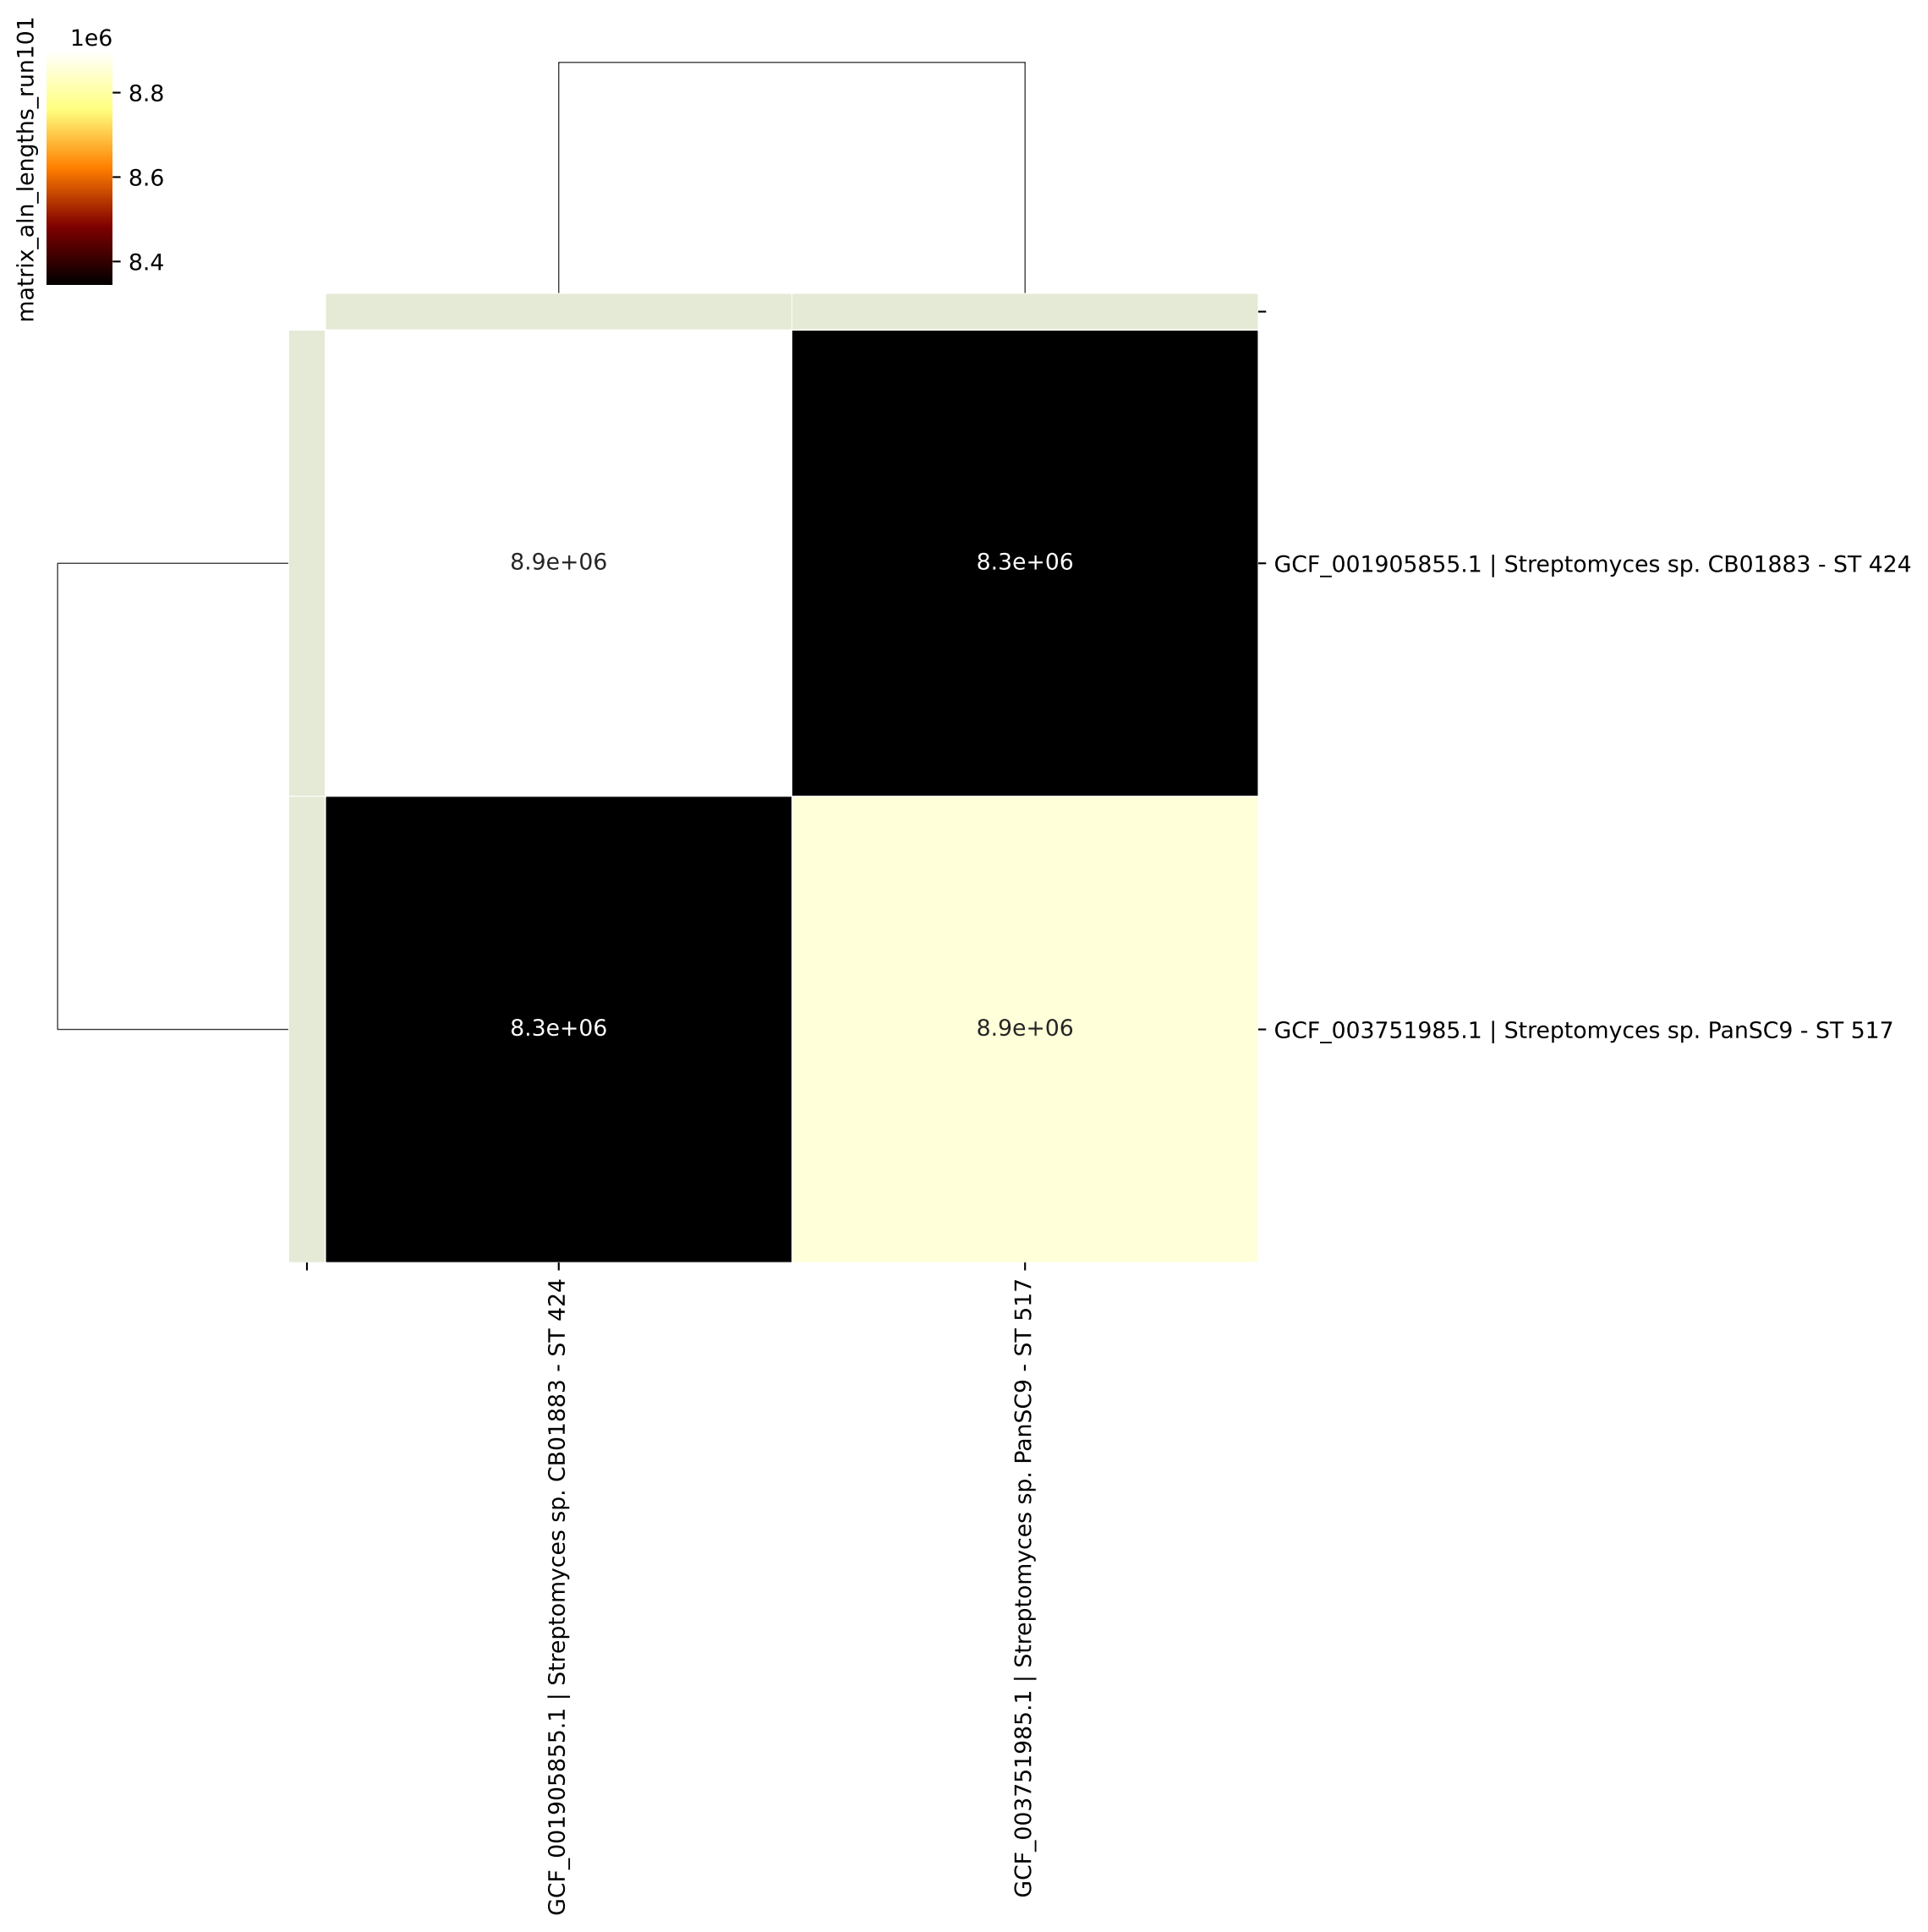 matrix_aln_lengths_run101
1e6
8.8
8.6
8.4
8.9e+06
8.3e+06
GCF_001905855.1 | Streptomyces sp. CB01883 - ST 424
8.3e+06
8.9e+06
GCF_003751985.1 | Streptomyces sp. PanSC9 - ST 517
GCF_001905855.1 | Streptomyces sp. CB01883 - ST 424
GCF_003751985.1 | Streptomyces sp. PanSC9 - ST 517